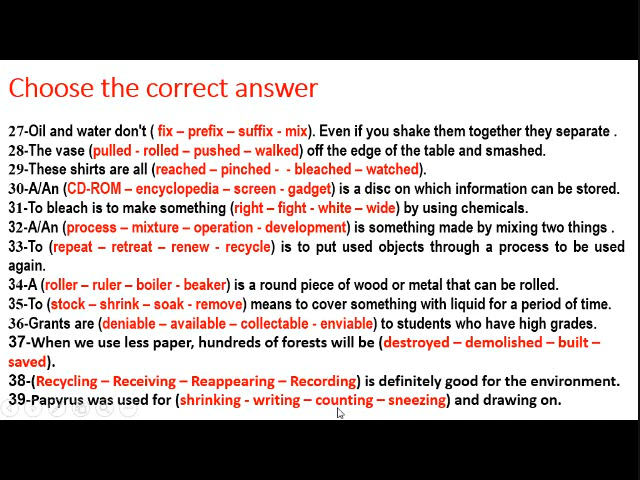 Choose the correct answer
27-Oil and water don't ( fix – prefix – suffix - mix). Even if you shake them together they separate .
28-The vase (pulled - rolled – pushed – walked) off the edge of the table and smashed.
29-These shirts are all (reached – pinched - - bleached – watched).
30-A/An (CD-ROM – encyclopedia – screen - gadget) is a disc on which information can be stored.
31-To bleach is to make something (right – fight - white – wide) by using chemicals.
32-A/An (process – mixture – operation - development) is something made by mixing two things .
33-To (repeat – retreat – renew - recycle) is to put used objects through a process to be used
again.
34-A (roller – ruler – boiler - beaker) is a round piece of wood or metal that can be rolled.
35-To (stock – shrink – soak - remove) means to cover something with liquid for a period of time.
36-Grants are (deniable – available – collectable - enviable) to students who have high grades.
37-When we use less paper, hundreds of forests will be (destroyed – demolished – built –
saved).
38-(Recycling – Receiving – Reappearing – Recording) is definitely good for the environment.
39-Papyrus was used for (shrinking - writing – counting – sneezing) and drawing on.